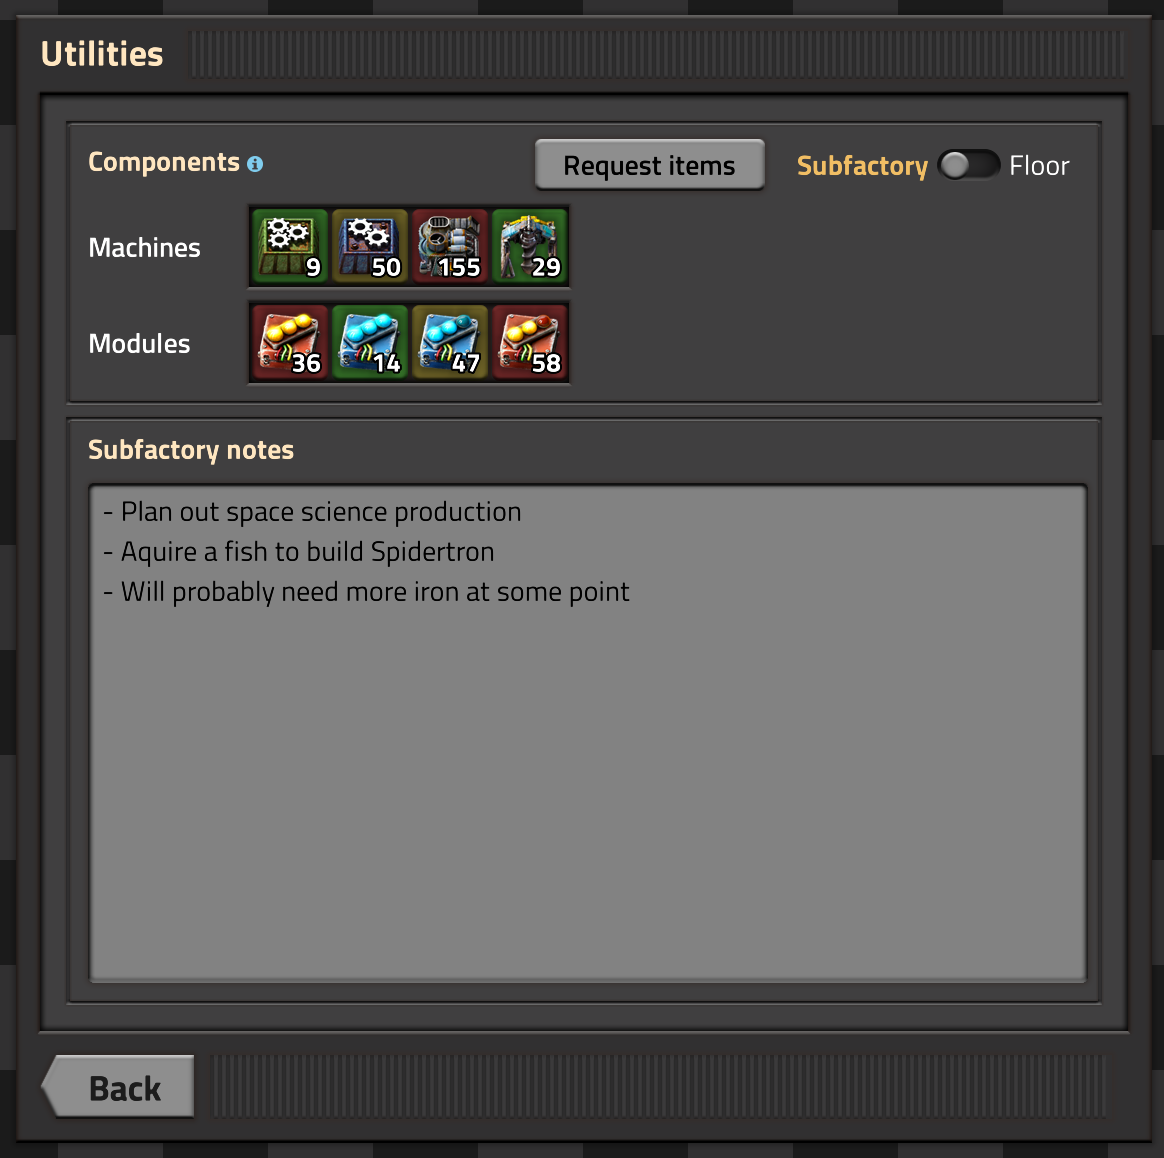 Utilities
Components
Request items
Subfactory
Floor
Machines
9
50
155
29
Modules
36
14
47
58
Subfactory notes
- Plan out space science production
- Aquire a fish to build Spidertron
- Will probably need more iron at some point
Back